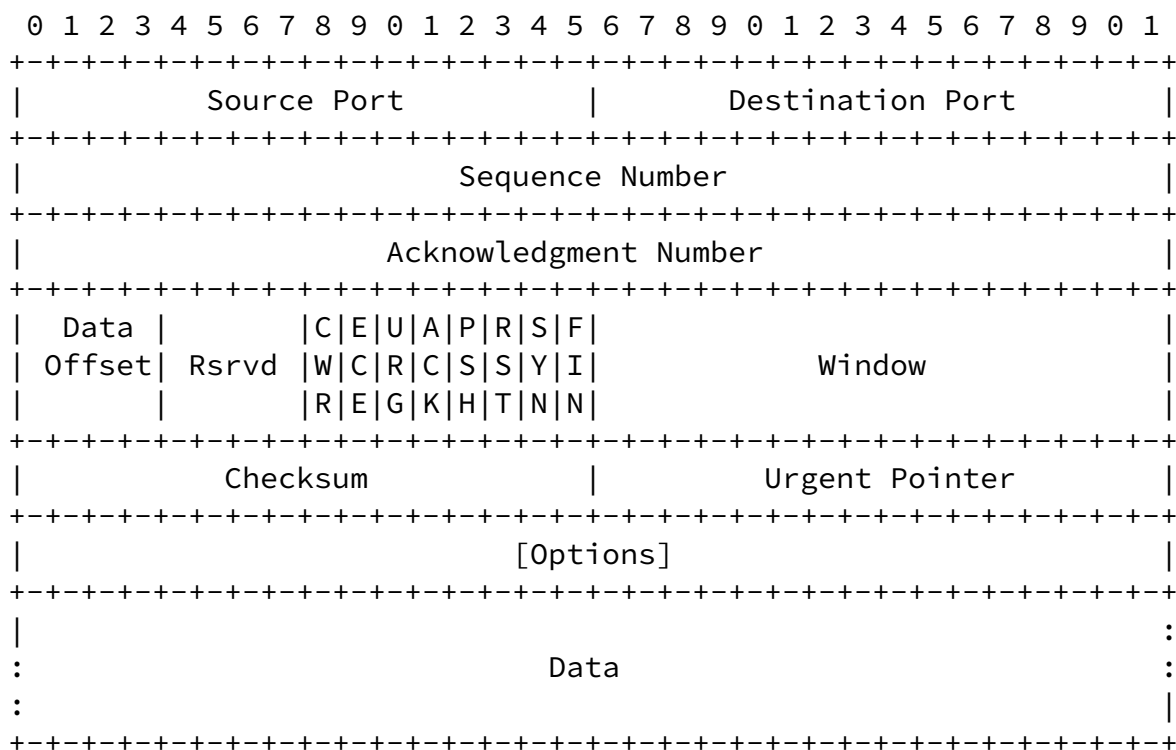 0 1 2 3 4 5 6 7 8 9 0 1 2 3 4 5 6 7 8 9 0 1 2 3 4 5 6 7 8 9 0 1
+-+-+-+-+-+-+-+-+-+-+-+-+-+-+-+-+-+-+-+-+-+-+-+-+-+-+-+-+-+-+-+-+
|          Source Port          |       Destination Port        |
+-+-+-+-+-+-+-+-+-+-+-+-+-+-+-+-+-+-+-+-+-+-+-+-+-+-+-+-+-+-+-+-+
|                        Sequence Number                        |
+-+-+-+-+-+-+-+-+-+-+-+-+-+-+-+-+-+-+-+-+-+-+-+-+-+-+-+-+-+-+-+-+
|                    Acknowledgment Number                      |
+-+-+-+-+-+-+-+-+-+-+-+-+-+-+-+-+-+-+-+-+-+-+-+-+-+-+-+-+-+-+-+-+
|  Data |       |C|E|U|A|P|R|S|F|                               |
| Offset| Rsrvd |W|C|R|C|S|S|Y|I|            Window             |
|       |       |R|E|G|K|H|T|N|N|                               |
+-+-+-+-+-+-+-+-+-+-+-+-+-+-+-+-+-+-+-+-+-+-+-+-+-+-+-+-+-+-+-+-+
|           Checksum            |         Urgent Pointer        |
+-+-+-+-+-+-+-+-+-+-+-+-+-+-+-+-+-+-+-+-+-+-+-+-+-+-+-+-+-+-+-+-+
|                           [Options]                           |
+-+-+-+-+-+-+-+-+-+-+-+-+-+-+-+-+-+-+-+-+-+-+-+-+-+-+-+-+-+-+-+-+
|                                                               :
:                             Data                              :
:                                                               |
+-+-+-+-+-+-+-+-+-+-+-+-+-+-+-+-+-+-+-+-+-+-+-+-+-+-+-+-+-+-+-+-+